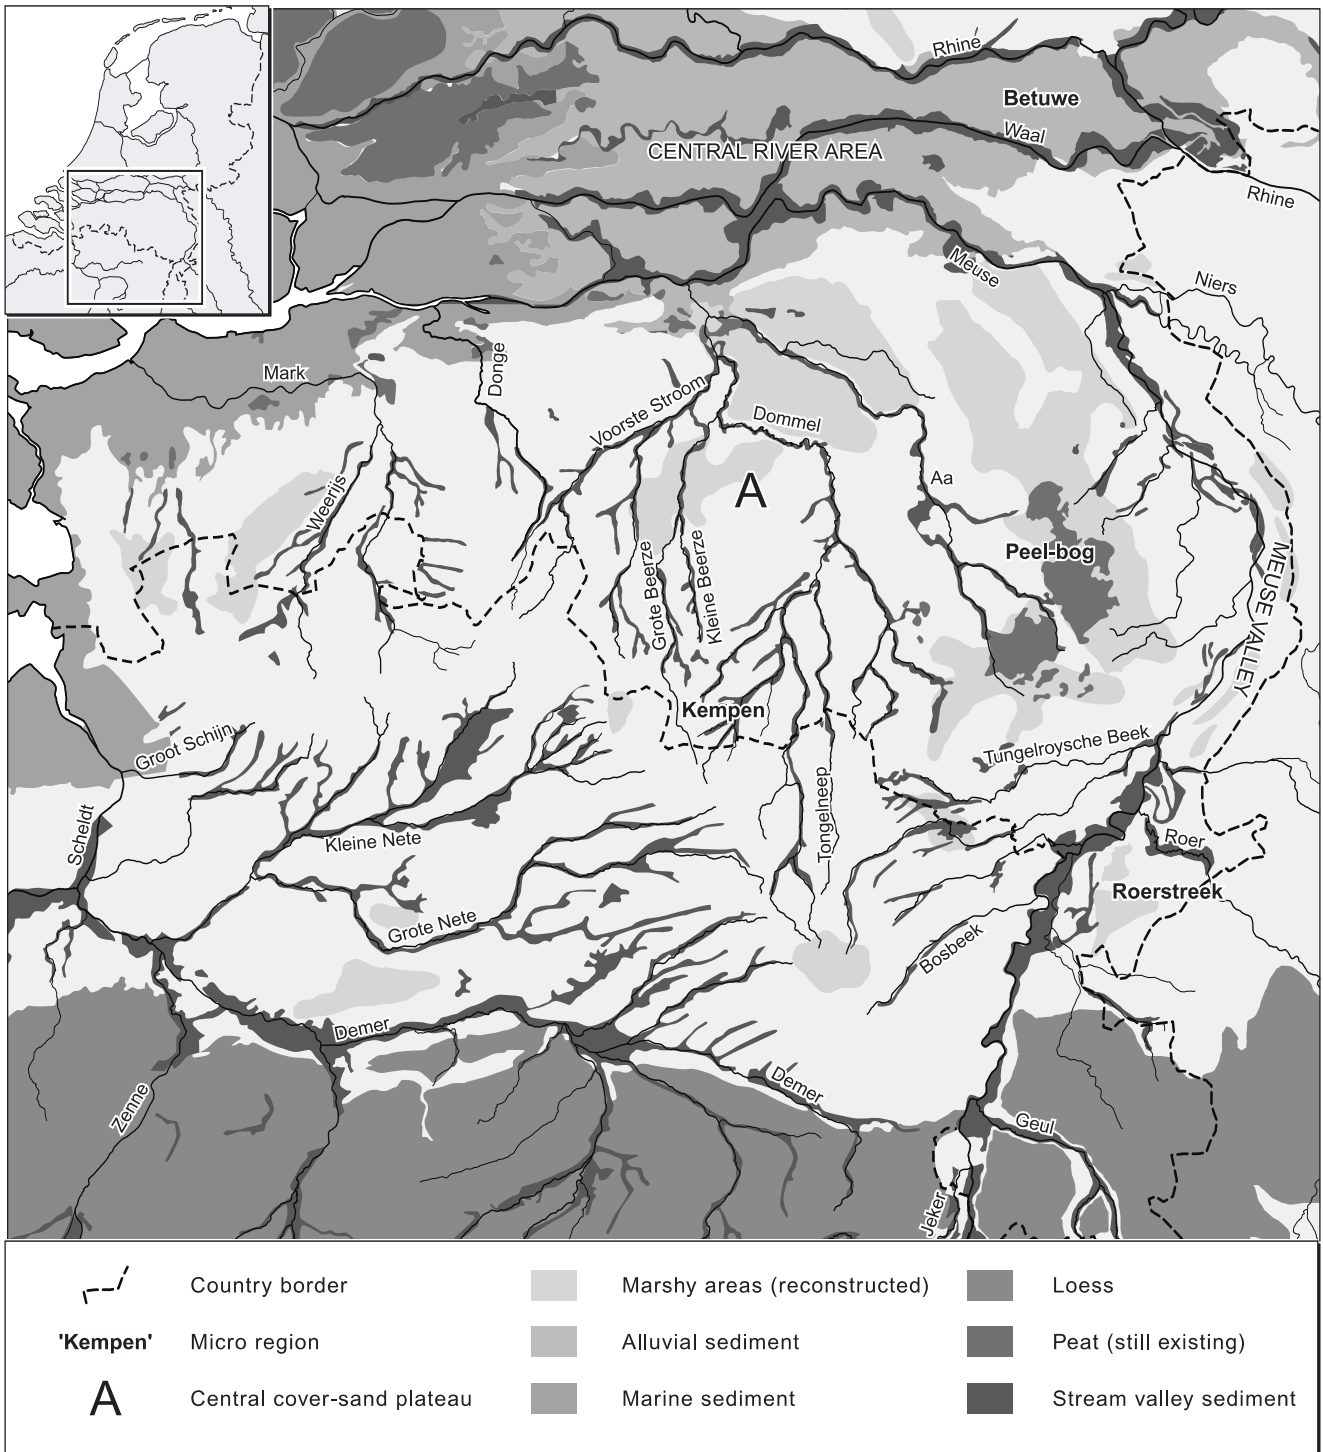 Rhine
Betuwe
Waal
CENTRAL RIVER AREA
Rhine
Meuse
Niers
Mark
Donge
Voorste Stroom
Dommel
A
Aa
Weerijs
Peel-bog
Grote Beerze
Kleine Beerze
MEUSE VALLEY
Kempen
Groot Schijn
Tungelroysche Beek
Scheldt
Kleine Nete
Tongelneep
Roer
Roerstreek
Grote Nete
Bosbeek
Demer
Demer
Zenne
Geul
Jeker
Country border
Marshy areas (reconstructed)
Loess
'Kempen'
Micro region
Alluvial sediment
Peat (still existing)
A
Central cover-sand plateau
Marine sediment
Stream valley sediment